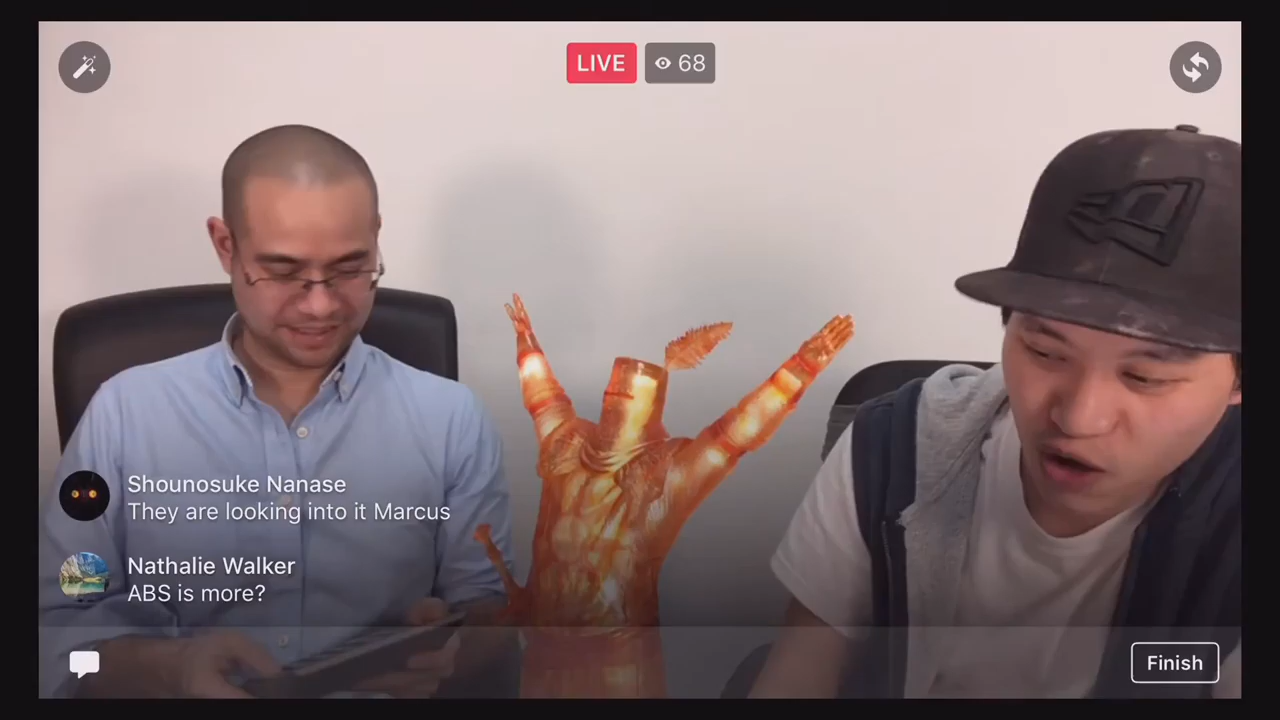 LIVE 68
Shounosuke Nanase
They are looking into it Marcus
Nathalie Walker
ABS is more?
Finish